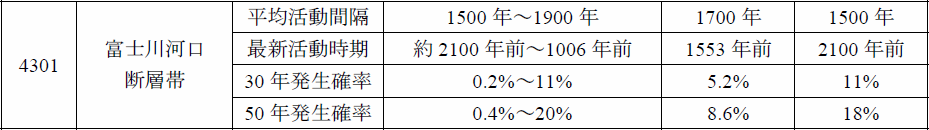 4301 富士川河口断層帯 平均活動間隔 1500 年～1900 年 1700 年 1500 年
最新活動時期 約 2100 年前～1006 年前 1553 年前 2100 年前
30 年発生確率 0.2%～11% 5.2% 11%
50 年発生確率 0.4%～20% 8.6% 18%